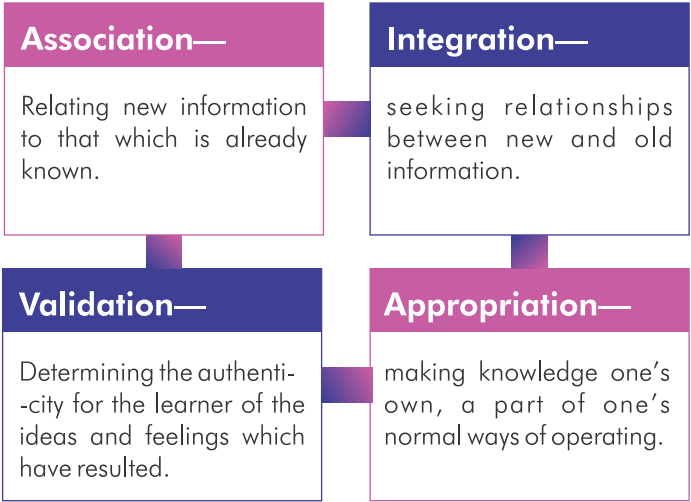 Association—
Relating new information
to that which is already
known.
Integration—
seeking relationships
between new and old
information.
Validation—
Determining the authenti-
-city for the learner of the
ideas and feelings which
have resulted.
Appropriation—
making knowledge one's
own, a part of one's
normal ways of operating.